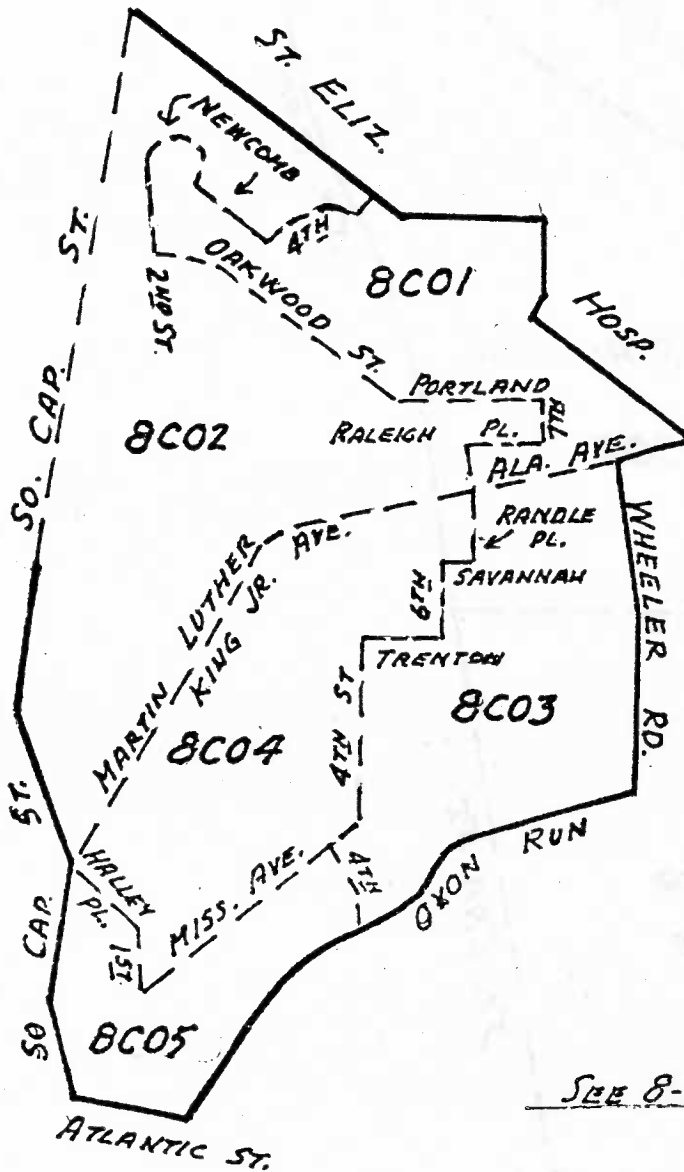 ST. ELIZ.
NEWCOMB
4TH
8C01
HOSP.
2ND ST.
OAKWOOD ST.
PORTLAND
7TH
RALEIGH PL.
ALA. AVE.
8C02
SO. CAP. ST.
RANDLE PL.
WHEELER RD.
SAVANNAH
6TH
MARTIN LUTHER KING JR. AVE.
TRENTON
8C03
8C04
4TH ST
SO CAP. ST.
HALLEY PL.
1ST.
MISS. AVE.
4TH
OXON RUN
8C05
SEE 8-
ATLANTIC ST.